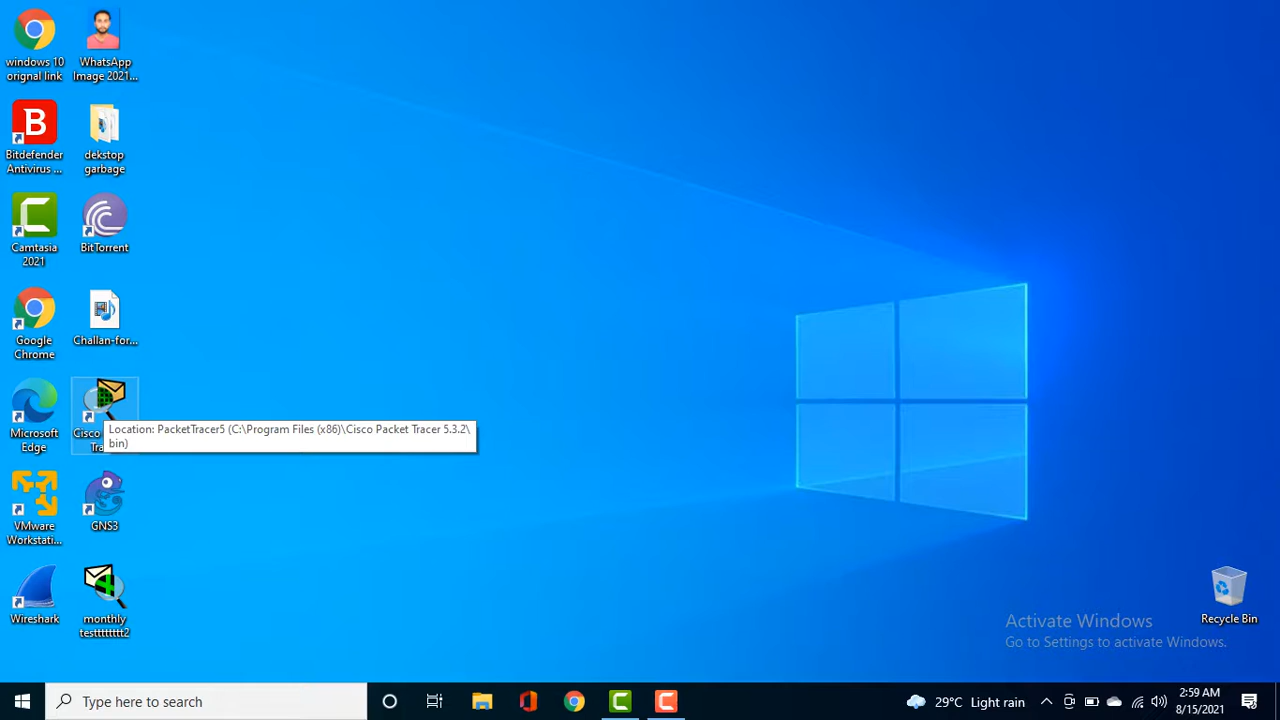 windows 10
orignal link
WhatsApp
Image 2021...
B
Bitdefender
Antivirus ...
dekstop
garbage
Camtasia
2021
BitTorrent
Google
Chrome
Challan-for...
Microsoft
Edge
Cisco
Tra
Location: PacketTracer5 (C:\Program Files (x86)\Cisco Packet Tracer 5.3.2\
bin)
VMware
Workstati...
GNS3
Wireshark
monthly
testttttttt2
Recycle Bin
Activate Windows
Go to Settings to activate Windows.
Type here to search
29°C Light rain
2:59 AM
8/15/2021